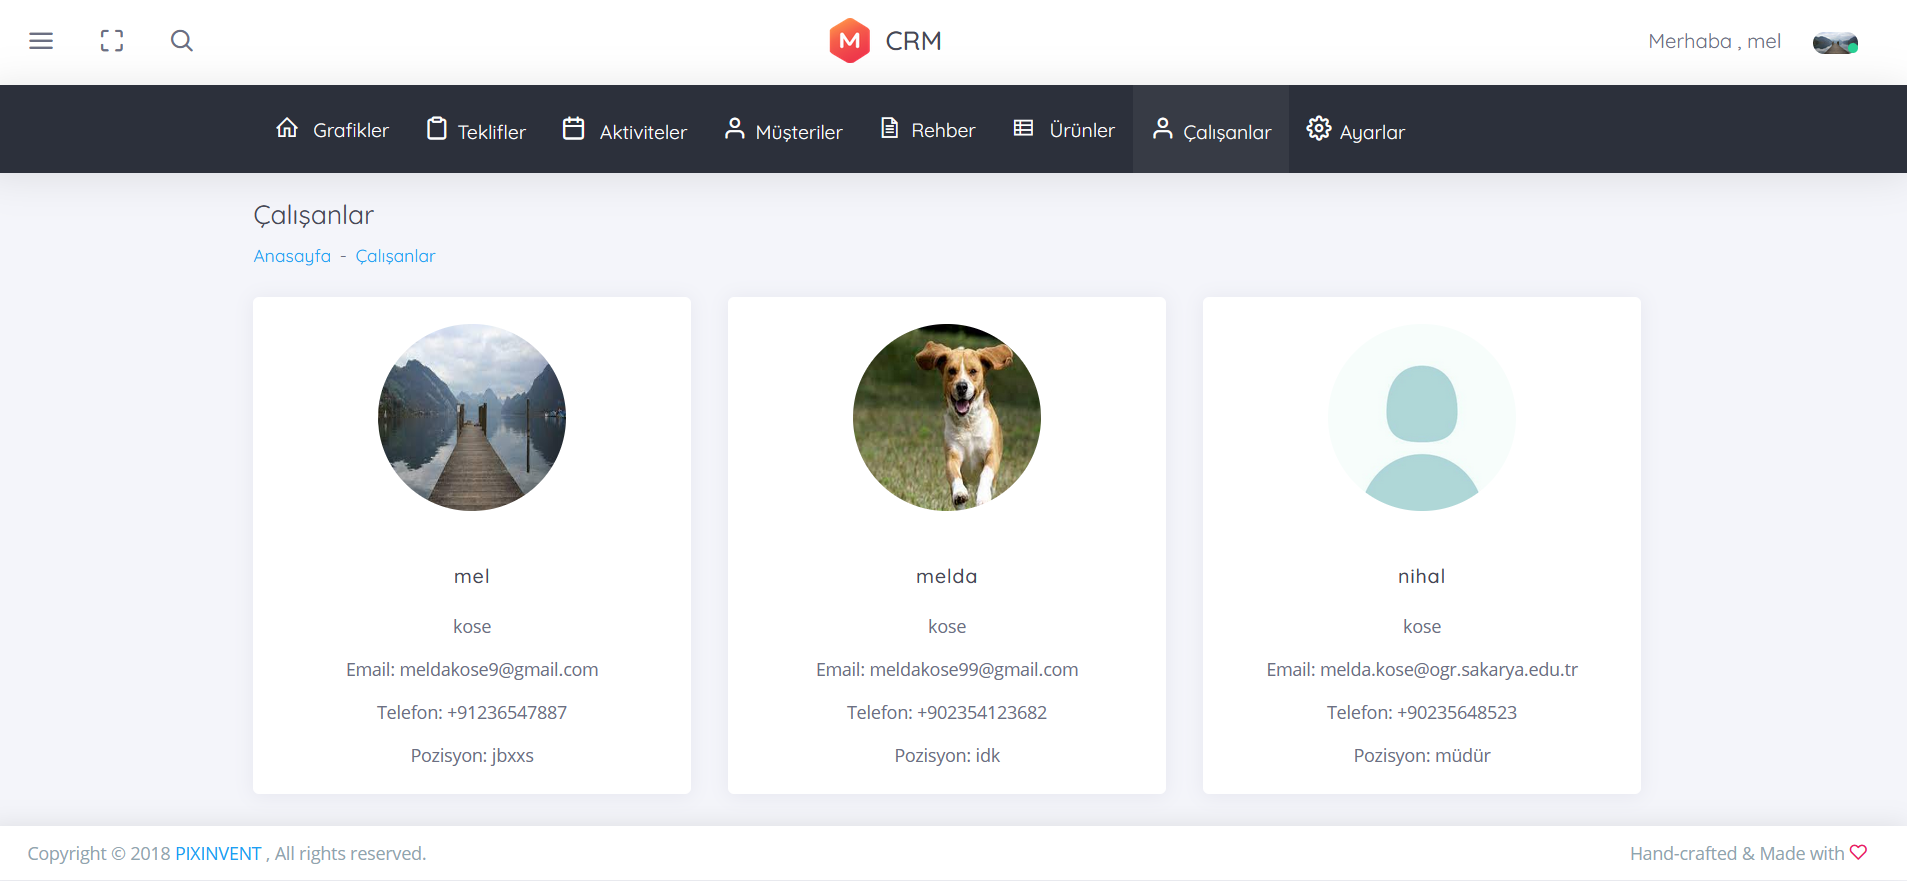 M CRM
Merhaba , mel
Grafikler Teklifler Aktiviteler Müşteriler Rehber Ürünler Çalışanlar Ayarlar
Çalışanlar
Anasayfa - Çalışanlar
mel
kose
Email: meldakose9@gmail.com
Telefon: +91236547887
Pozisyon: jbxxs
melda
kose
Email: meldakose99@gmail.com
Telefon: +902354123682
Pozisyon: idk
nihal
kose
Email: melda.kose@ogr.sakarya.edu.tr
Telefon: +90235648523
Pozisyon: müdür
Copyright © 2018 PIXINVENT , All rights reserved.
Hand-crafted & Made with